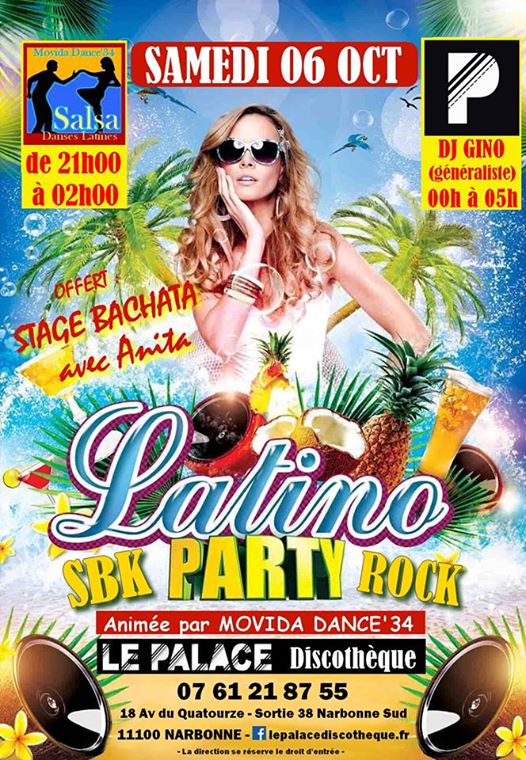 Movida Dance'34
Salsa
Danses Latines
de 21h00
à 02h00
SAMEDI 06 OCT
P
DJ GINO
(généraliste)
00h à 05h
OFFERT :
STAGE BACHATA
avec Anita
Latino
SBK PARTY ROCK
Animée par MOVIDA DANCE'34
LE PALACE Discothèque
07 61 21 87 55
18 Av du Quatourze - Sortie 38 Narbonne Sud
11100 NARBONNE - f lepalacediscotheque.fr
- La direction se réserve le droit d'entrée -